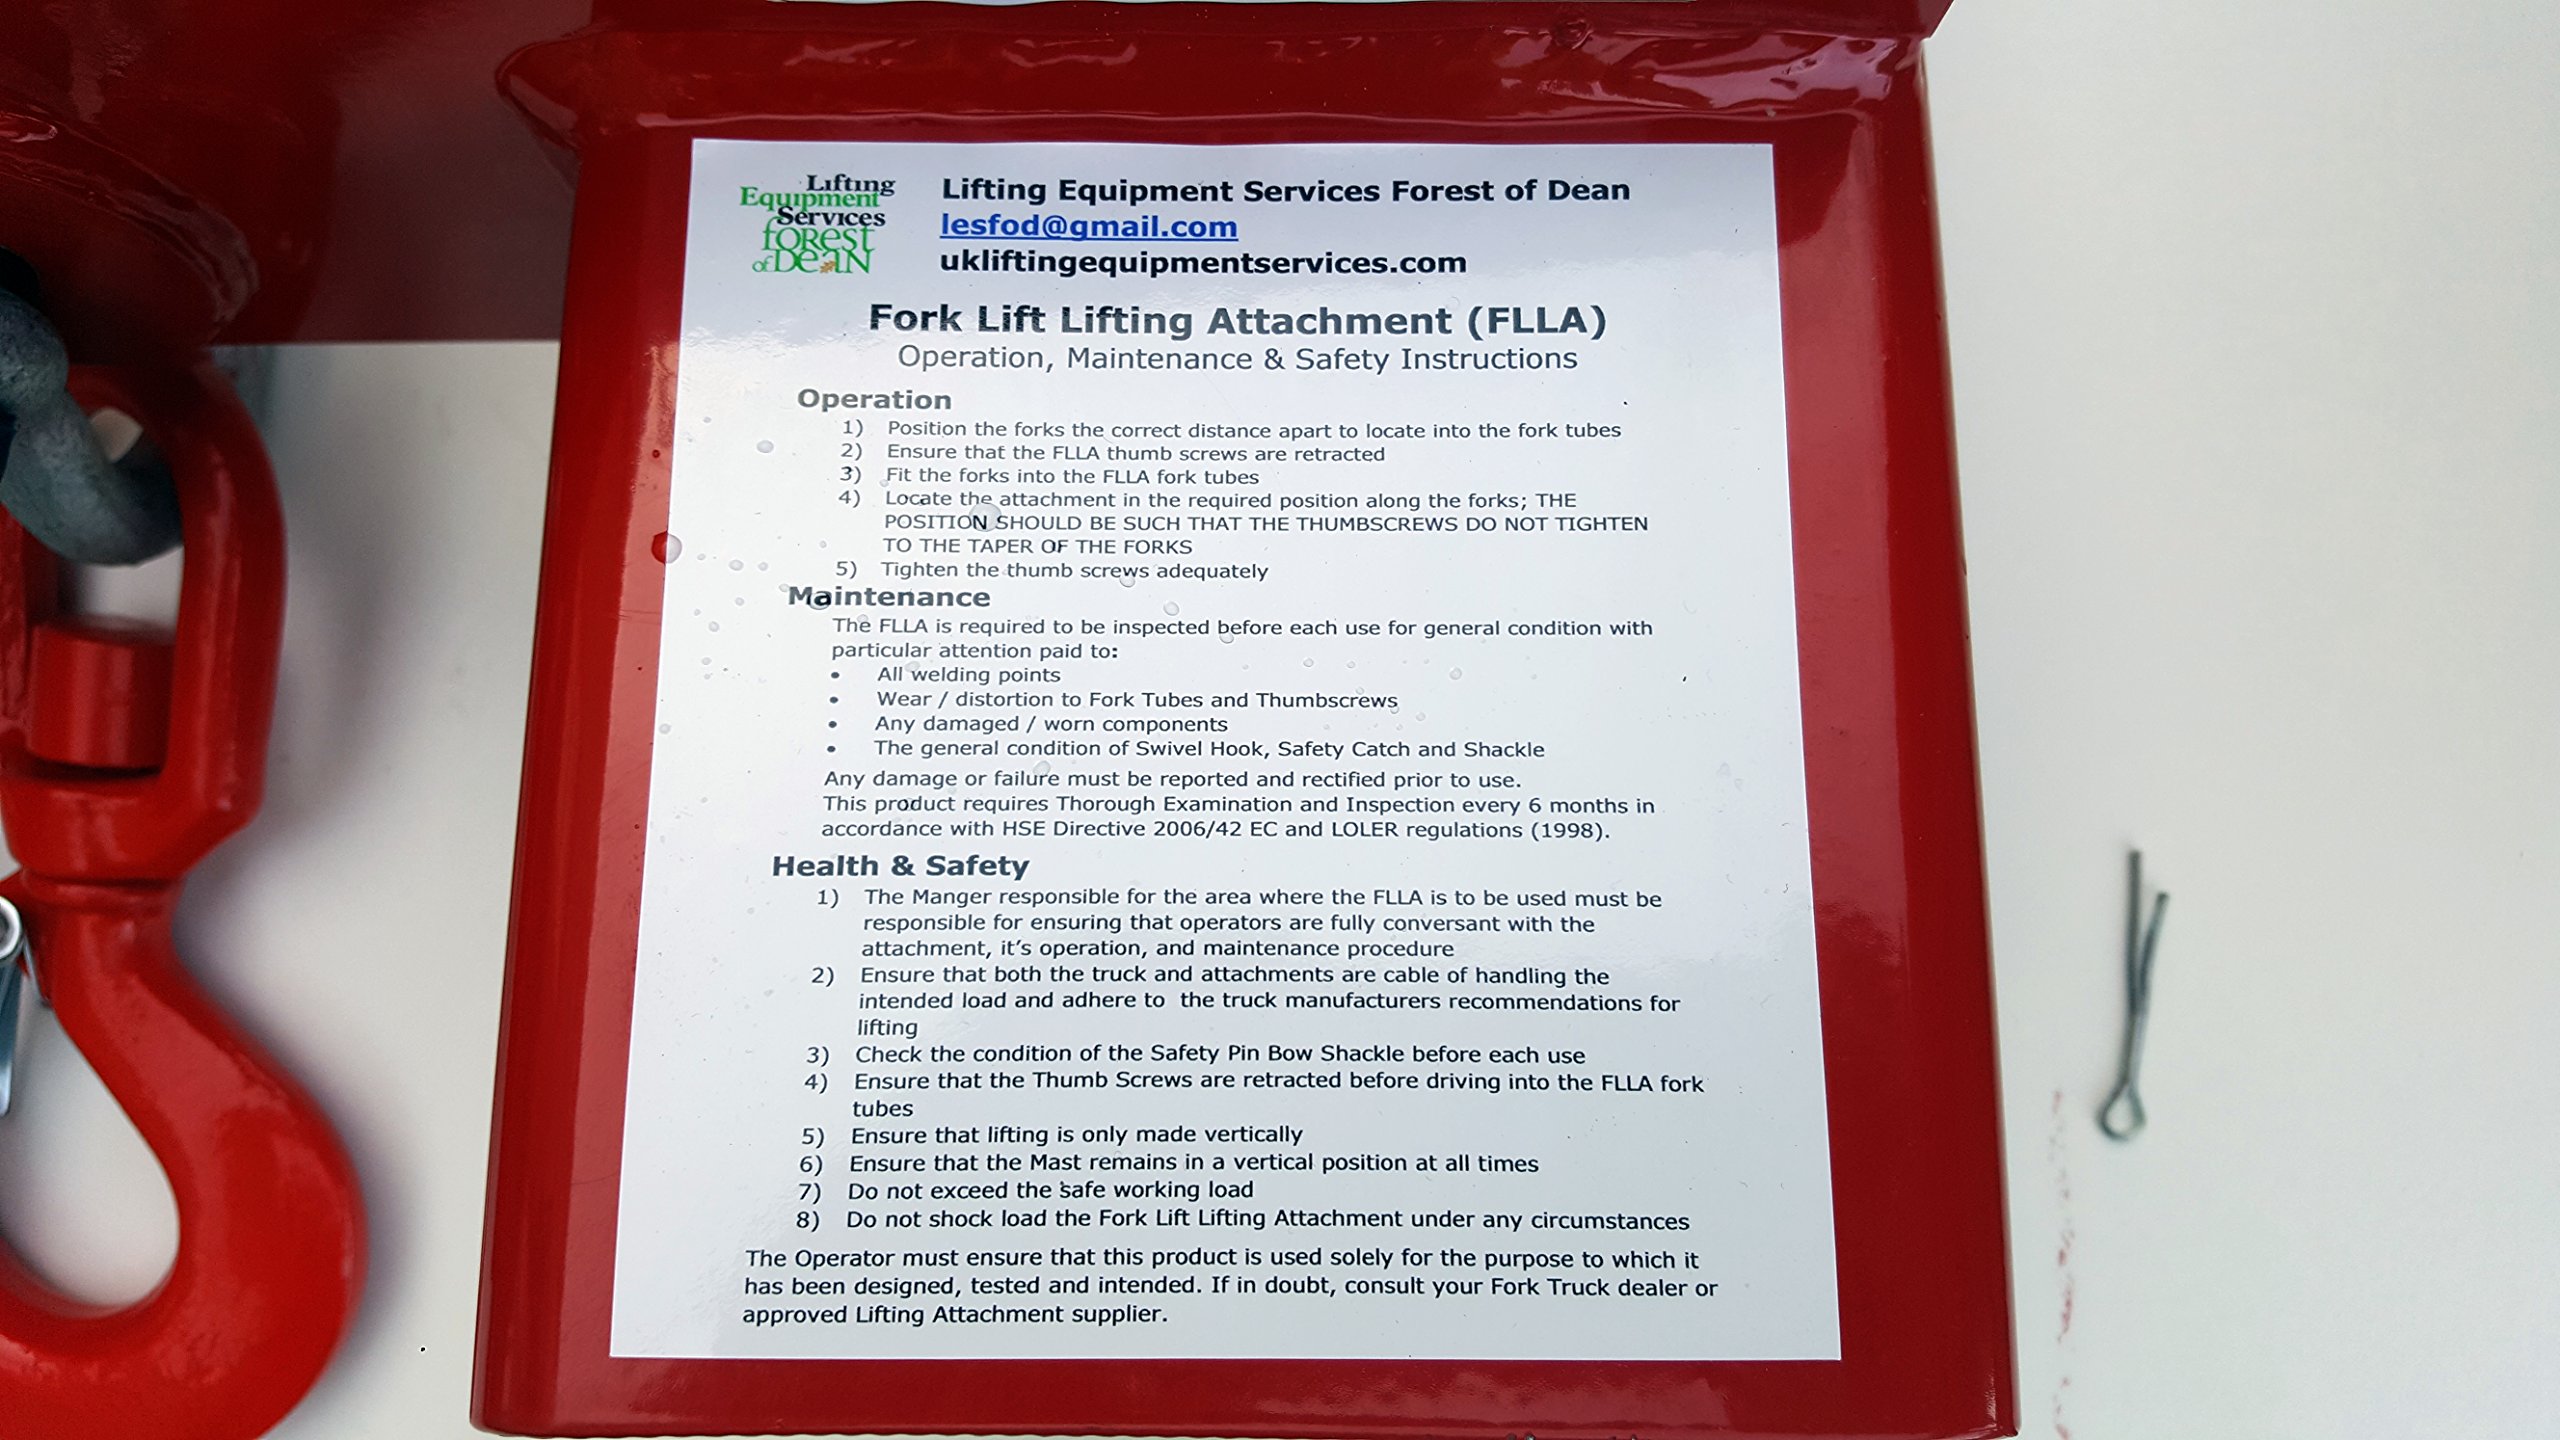 Lifting
Equipment
Services
Forest
of Dean
Lifting Equipment Services Forest of Dean
lesfod@gmail.com
ukliftingequipmentservices.com
Fork Lift Lifting Attachment (FLLA)
Operation, Maintenance & Safety Instructions
Operation
1) Position the forks the correct distance apart to locate into the fork tubes
2) Ensure that the FLLA thumb screws are retracted
3) Fit the forks into the FLLA fork tubes
4) Locate the attachment in the required position along the forks; THE
POSITION SHOULD BE SUCH THAT THE THUMBSCREWS DO NOT TIGHTEN
TO THE TAPER OF THE FORKS
5) Tighten the thumb screws adequately
Maintenance
The FLLA is required to be inspected before each use for general condition with
particular attention paid to:
• All welding points
• Wear / distortion to Fork Tubes and Thumbscrews
• Any damaged / worn components
• The general condition of Swivel Hook, Safety Catch and Shackle
Any damage or failure must be reported and rectified prior to use.
This product requires Thorough Examination and Inspection every 6 months in
accordance with HSE Directive 2006/42 EC and LOLER regulations (1998).
Health & Safety
1) The Manger responsible for the area where the FLLA is to be used must be
responsible for ensuring that operators are fully conversant with the
attachment, it's operation, and maintenance procedure
2) Ensure that both the truck and attachments are cable of handling the
intended load and adhere to the truck manufacturers recommendations for
lifting
3) Check the condition of the Safety Pin Bow Shackle before each use
4) Ensure that the Thumb Screws are retracted before driving into the FLLA fork
tubes
5) Ensure that lifting is only made vertically
6) Ensure that the Mast remains in a vertical position at all times
7) Do not exceed the safe working load
8) Do not shock load the Fork Lift Lifting Attachment under any circumstances
The Operator must ensure that this product is used solely for the purpose to which it
has been designed, tested and intended. If in doubt, consult your Fork Truck dealer or
approved Lifting Attachment supplier.